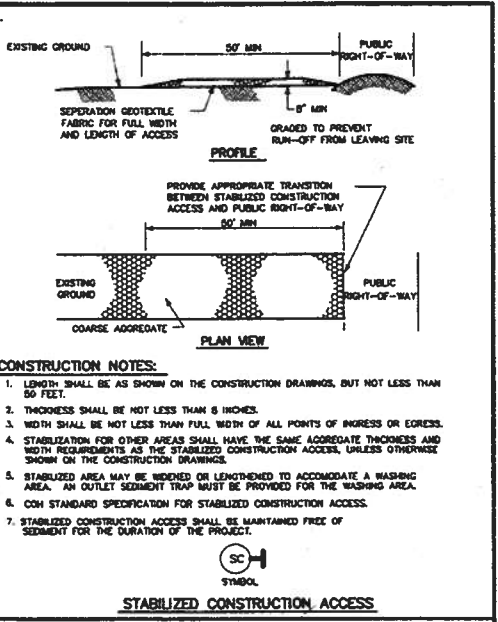 EXISTING GROUND
50' MIN
PUBLIC
RIGHT-OF-WAY
SEPERATION GEOTEXTILE
FABRIC FOR FULL WIDTH
AND LENGTH OF ACCESS
8" MIN
GRADED TO PREVENT
RUN-OFF FROM LEAVING SITE
PROFILE
PROVIDE APPROPRIATE TRANSITION
BETWEEN STABILIZED CONSTRUCTION
ACCESS AND PUBLIC RIGHT-OF-WAY
50' MIN
EXISTING
GROUND
PUBLIC
RIGHT-OF-WAY
COARSE AGGREGATE
PLAN VIEW
CONSTRUCTION NOTES:
1. LENGTH SHALL BE AS SHOWN ON THE CONSTRUCTION DRAWINGS, BUT NOT LESS THAN
50 FEET.
2. THICKNESS SHALL BE NOT LESS THAN 8 INCHES.
3. WIDTH SHALL BE NOT LESS THAN FULL WIDTH OF ALL POINTS OF INGRESS OR EGRESS.
4. STABILIZATION FOR OTHER AREAS SHALL HAVE THE SAME AGGREGATE THICKNESS AND
WIDTH REQUIREMENTS AS THE STABILIZED CONSTRUCTION ACCESS, UNLESS OTHERWISE
SHOWN ON THE CONSTRUCTION DRAWINGS.
5. STABILIZED AREA MAY BE WIDENED OR LENGTHENED TO ACCOMODATE A WASHING
AREA. AN OUTLET SEDIMENT TRAP MUST BE PROVIDED FOR THE WASHING AREA.
6. COH STANDARD SPECIFICATION FOR STABILIZED CONSTRUCTION ACCESS.
7. STABILIZED CONSTRUCTION ACCESS SHALL BE MAINTAINED FREE OF
SEDIMENT FOR THE DURATION OF THE PROJECT.
SC
SYMBOL
STABILIZED CONSTRUCTION ACCESS